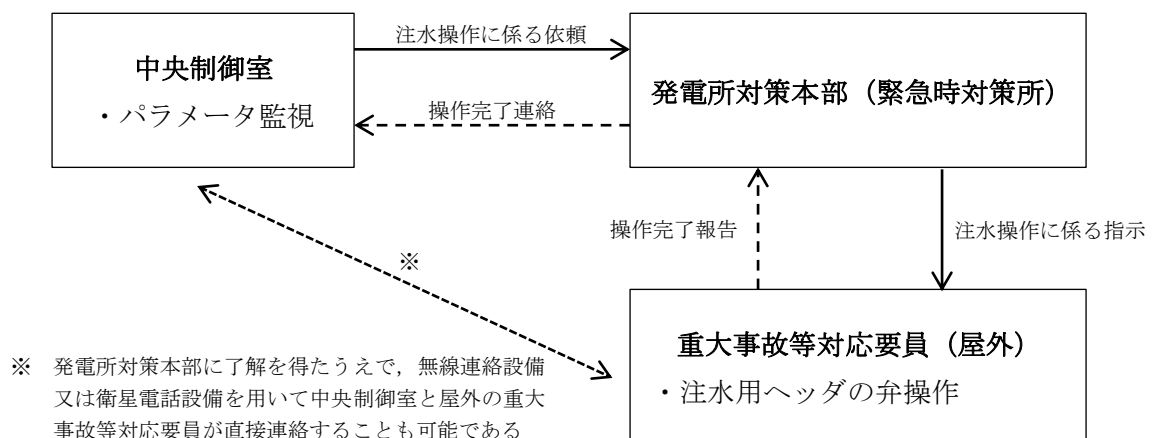 注水操作に係る依頼
中央制御室
・パラメータ監視
操作完了連絡
発電所対策本部（緊急時対策所）
操作完了報告
注水操作に係る指示
※
重大事故等対応要員（屋外）
・注水用ヘッダの弁操作
※ 発電所対策本部に了解を得たうえで，無線連絡設備
又は衛星電話設備を用いて中央制御室と屋外の重大
事故等対応要員が直接連絡することも可能である